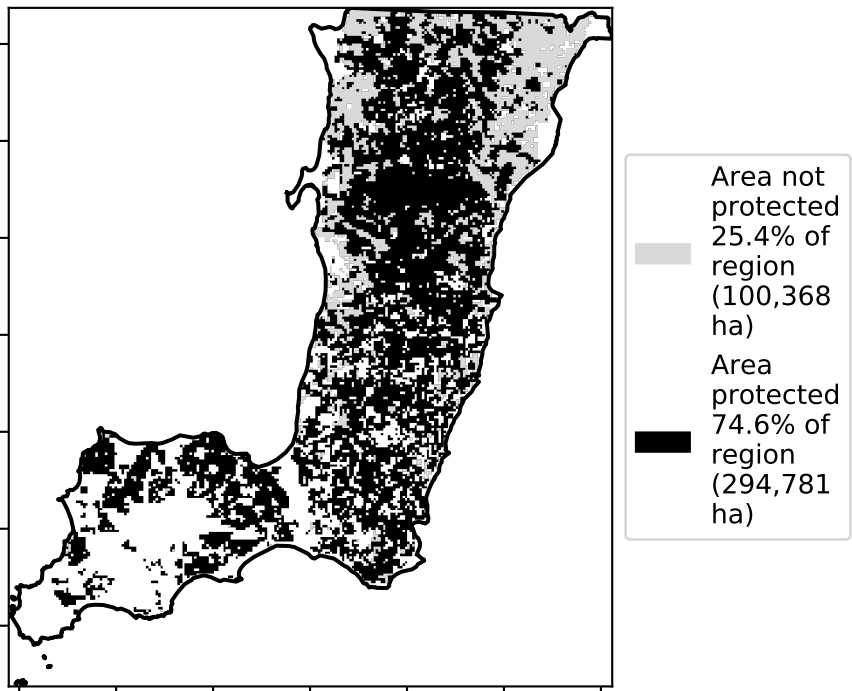 Area not
protected
25.4% of
region
(100,368
ha)
Area
protected
74.6% of
region
(294,781
ha)